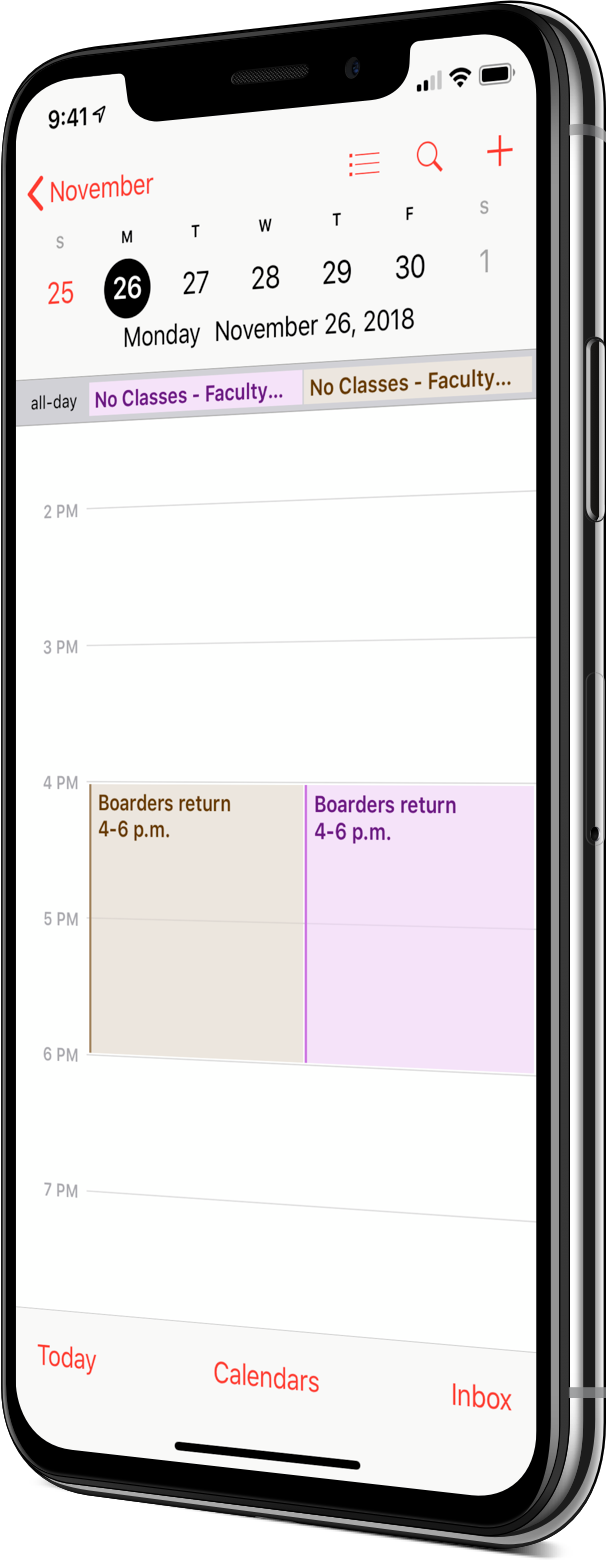 9:41
November
S M T W T F S
25 26 27 28 29 30 1
Monday November 26, 2018
all-day No Classes - Faculty... No Classes - Faculty...
2 PM
3 PM
4 PM
Boarders return
4-6 p.m.
Boarders return
4-6 p.m.
5 PM
6 PM
7 PM
Today Calendars Inbox